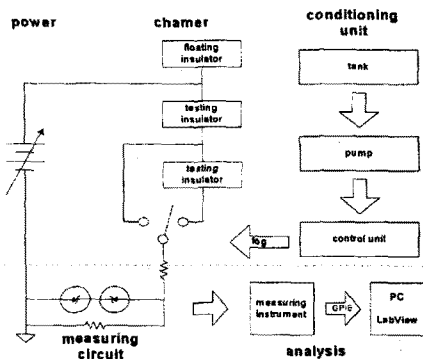 power
chamer
conditioning
unit
floating
insulator
tank
testing
insulator
pump
testing
insulator
control unit
fog
measuring
instrument
GPIB
PC
LabView
measuring
circuit
analysis